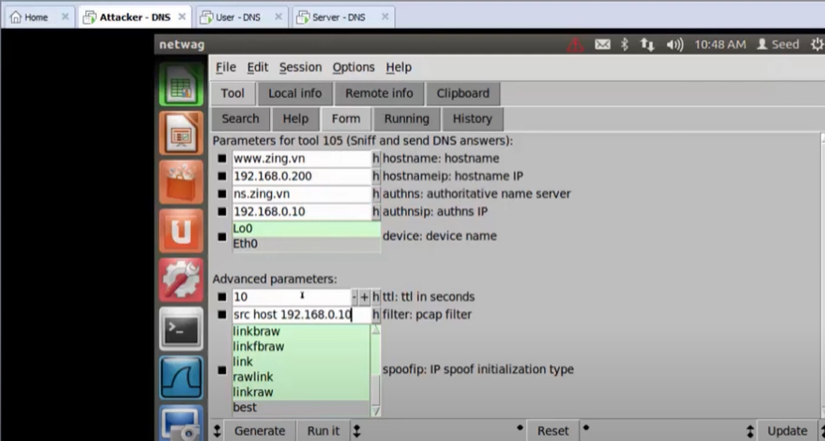 Home Attacker - DNS User - DNS Server - DNS
netwag 10:48 AM Seed
File Edit Session Options Help
Tool Local info Remote info Clipboard
Search Help Form Running History
Parameters for tool 105 (Sniff and send DNS answers):
www.zing.vn h hostname: hostname
192.168.0.200 h hostnameip: hostname IP
ns.zing.vn h authns: authoritative name server
192.168.0.10 h authnsip: authns IP
Lo0
device: device name
Eth0
Advanced parameters:
10 - + h ttl: ttl in seconds
src host 192.168.0.10 h filter: pcap filter
linkbraw
linkfbraw
link
rawlink spoofip: IP spoof initialization type
linkraw
best
Generate Run it Reset Update